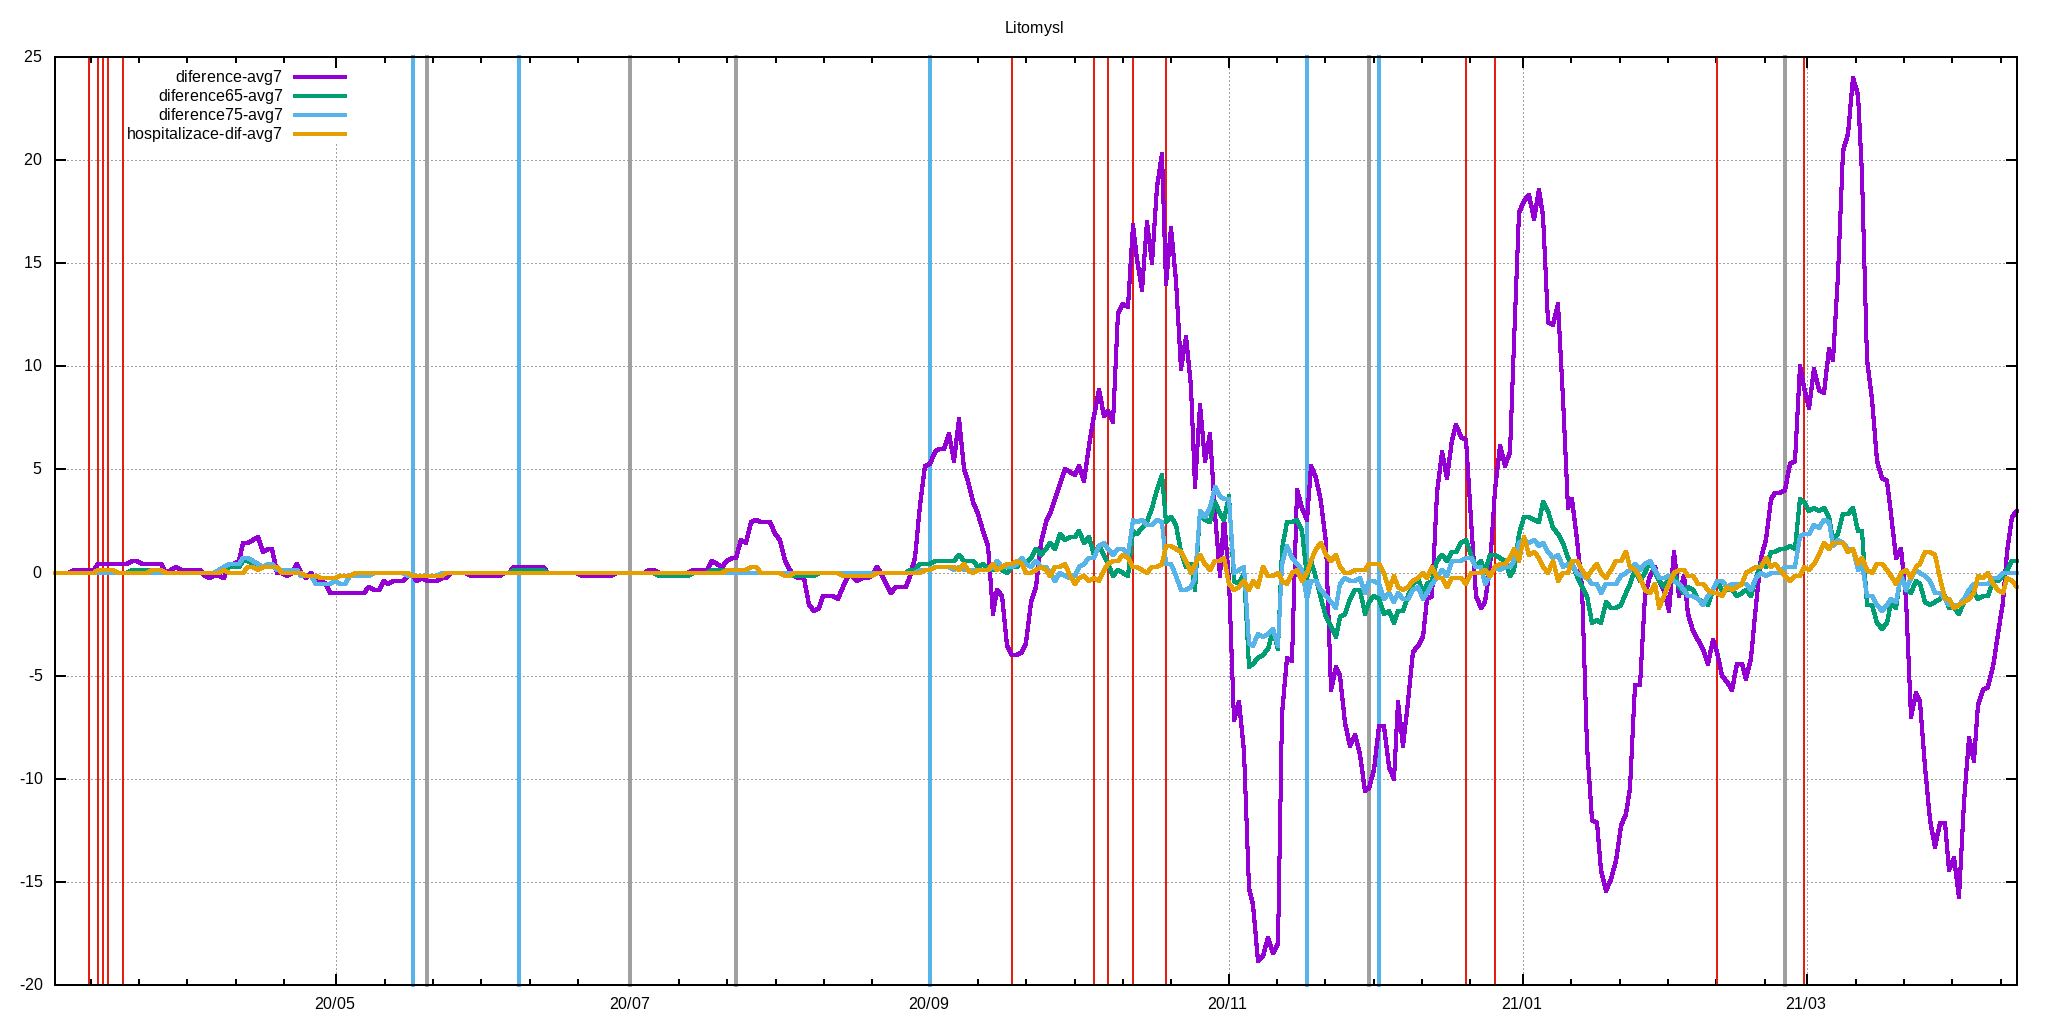 Litomysl
diference-avg7
diference65-avg7
diference75-avg7
hospitalizace-dif-avg7
25
20
15
10
5
0
-5
-10
-15
-20
20/05 20/07 20/09 20/11 21/01 21/03